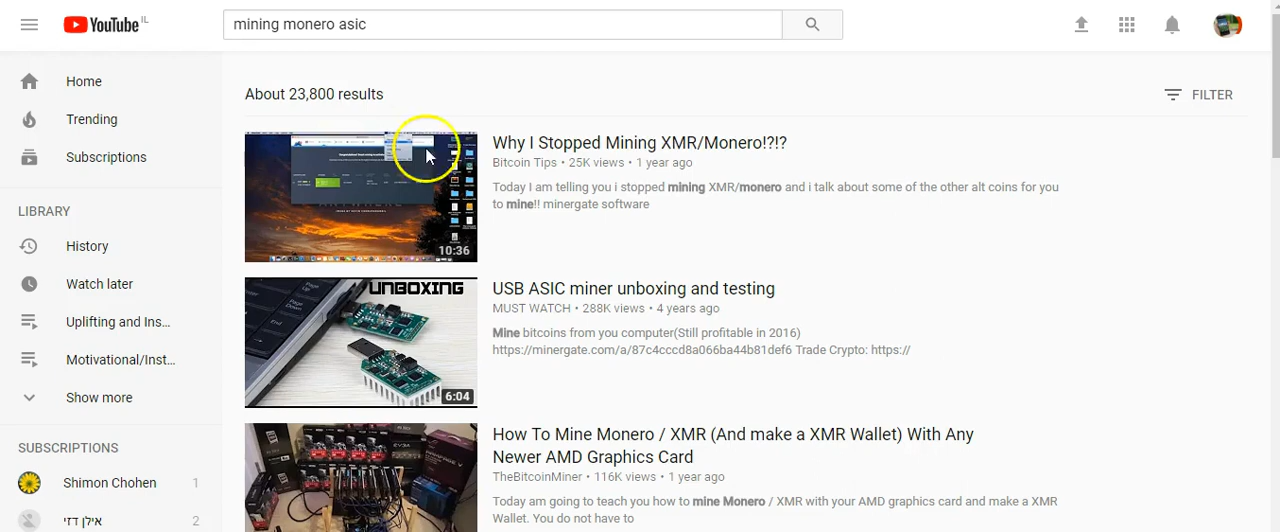 YouTube IL
mining monero asic
Home
Trending
Subscriptions
LIBRARY
History
Watch later
Uplifting and Ins...
Motivational/Inst...
Show more
SUBSCRIPTIONS
Shimon Chohen 1
אילן דדזי 2
About 23,800 results
FILTER
10:36
Why I Stopped Mining XMR/Monero!?!?
Bitcoin Tips • 25K views • 1 year ago
Today I am telling you i stopped mining XMR/monero and i talk about some of the other alt coins for you
to mine!! minergate software
UNBOXING
6:04
USB ASIC miner unboxing and testing
MUST WATCH • 288K views • 4 years ago
Mine bitcoins from you computer(Still profitable in 2016)
https://minergate.com/a/87c4cccd8a066ba44b81def6 Trade Crypto: https://
How To Mine Monero / XMR (And make a XMR Wallet) With Any
Newer AMD Graphics Card
TheBitcoinMiner • 116K views • 1 year ago
Today am going to teach you how to mine Monero / XMR with your AMD graphics card and make a XMR
Wallet. You do not have to